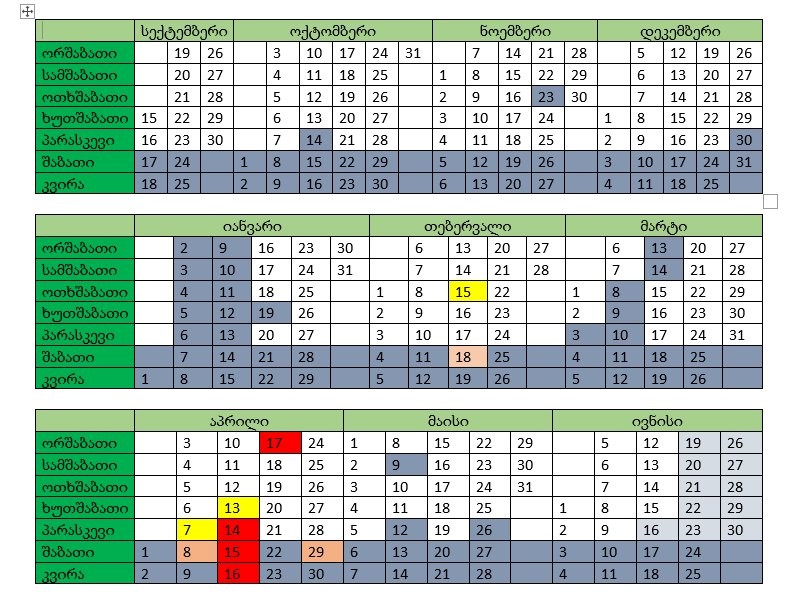 სექტემბერი ოქტომბერი ნოემბერი დეკემბერი
ორშაბათი 19 26 3 10 17 24 31 7 14 21 28 5 12 19 26
სამშაბათი 20 27 4 11 18 25 1 8 15 22 29 6 13 20 27
ოთხშაბათი 21 28 5 12 19 26 2 9 16 23 30 7 14 21 28
ხუთშაბათი 15 22 29 6 13 20 27 3 10 17 24 1 8 15 22 29
პარასკევი 16 23 30 7 14 21 28 4 11 18 25 2 9 16 23 30
შაბათი 17 24 1 8 15 22 29 5 12 19 26 3 10 17 24 31
კვირა 18 25 2 9 16 23 30 6 13 20 27 4 11 18 25
იანვარი თებერვალი მარტი
ორშაბათი 2 9 16 23 30 6 13 20 27 6 13 20 27
სამშაბათი 3 10 17 24 31 7 14 21 28 7 14 21 28
ოთხშაბათი 4 11 18 25 1 8 15 22 1 8 15 22 29
ხუთშაბათი 5 12 19 26 2 9 16 23 2 9 16 23 30
პარასკევი 6 13 20 27 3 10 17 24 3 10 17 24 31
შაბათი 7 14 21 28 4 11 18 25 4 11 18 25
კვირა 1 8 15 22 29 5 12 19 26 5 12 19 26
აპრილი მაისი ივნისი
ორშაბათი 3 10 17 24 1 8 15 22 29 5 12 19 26
სამშაბათი 4 11 18 25 2 9 16 23 30 6 13 20 27
ოთხშაბათი 5 12 19 26 3 10 17 24 31 7 14 21 28
ხუთშაბათი 6 13 20 27 4 11 18 25 1 8 15 22 29
პარასკევი 7 14 21 28 5 12 19 26 2 9 16 23 30
შაბათი 1 8 15 22 29 6 13 20 27 3 10 17 24
კვირა 2 9 16 23 30 7 14 21 28 4 11 18 25